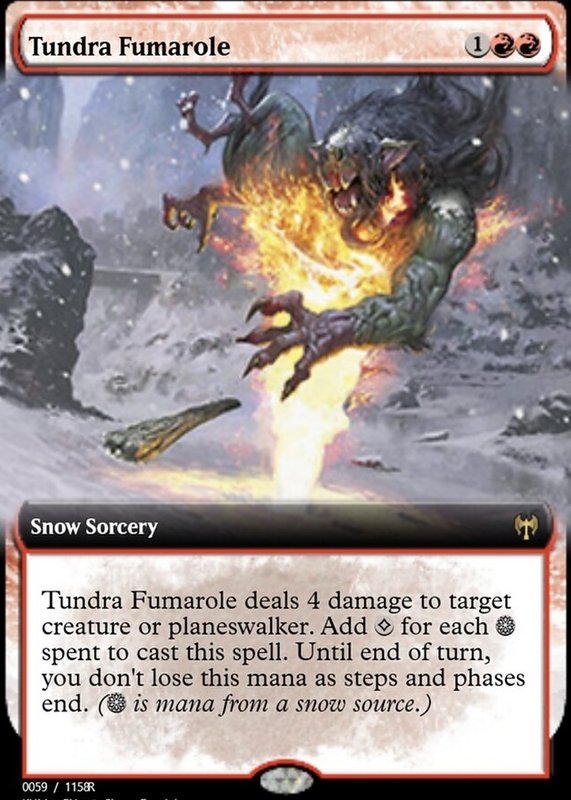 Tundra Fumarole 1
Snow Sorcery
Tundra Fumarole deals 4 damage to target
creature or planeswalker. Add for each
spent to cast this spell. Until end of turn,
you don't lose this mana as steps and phases
end. ( is mana from a snow source.)
0059 / 1158R